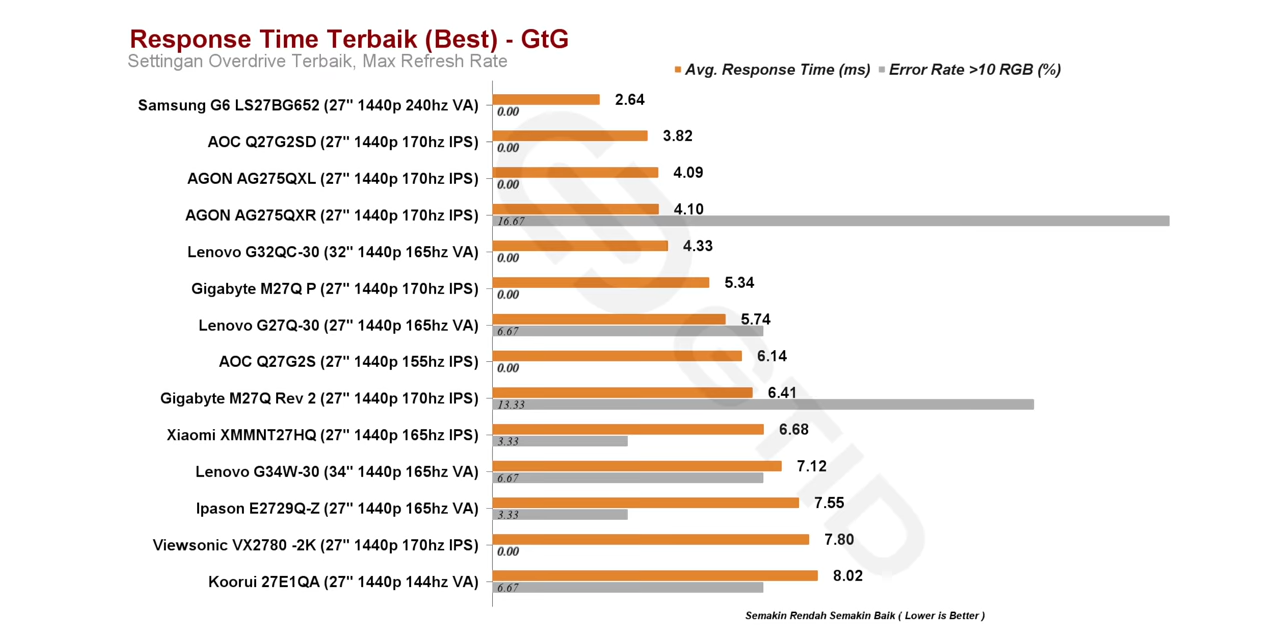 Response Time Terbaik (Best) - GtG
Settingan Overdrive Terbaik, Max Refresh Rate
Avg. Response Time (ms) Error Rate >10 RGB (%)
Samsung G6 LS27BG652 (27" 1440p 240hz VA) 2.64
0.00
AOC Q27G2SD (27" 1440p 170hz IPS) 3.82
0.00
AGON AG275QXL (27" 1440p 170hz IPS) 4.09
0.00
AGON AG275QXR (27" 1440p 170hz IPS) 4.10
16.67
Lenovo G32QC-30 (32" 1440p 165hz VA) 4.33
0.00
Gigabyte M27Q P (27" 1440p 170hz IPS) 5.34
0.00
Lenovo G27Q-30 (27" 1440p 165hz VA) 5.74
6.67
AOC Q27G2S (27" 1440p 155hz IPS) 6.14
0.00
Gigabyte M27Q Rev 2 (27" 1440p 170hz IPS) 6.41
13.33
Xiaomi XMMNT27HQ (27" 1440p 165hz IPS) 6.68
3.33
Lenovo G34W-30 (34" 1440p 165hz VA) 7.12
6.67
Ipason E2729Q-Z (27" 1440p 165hz VA) 7.55
3.33
Viewsonic VX2780 -2K (27" 1440p 170hz IPS) 7.80
0.00
Koorui 27E1QA (27" 1440p 144hz VA) 8.02
6.67
Semakin Rendah Semakin Baik ( Lower is Better )